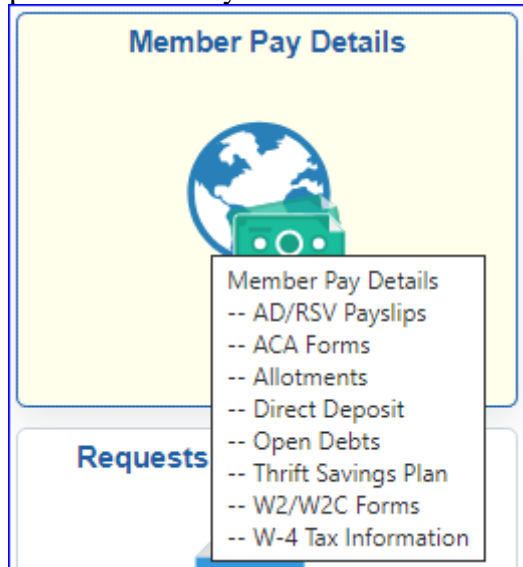 Member Pay Details
Member Pay Details
-- AD/RSV Payslips
-- ACA Forms
-- Allotments
-- Direct Deposit
-- Open Debts
-- Thrift Savings Plan
-- W2/W2C Forms
-- W-4 Tax Information
Requests